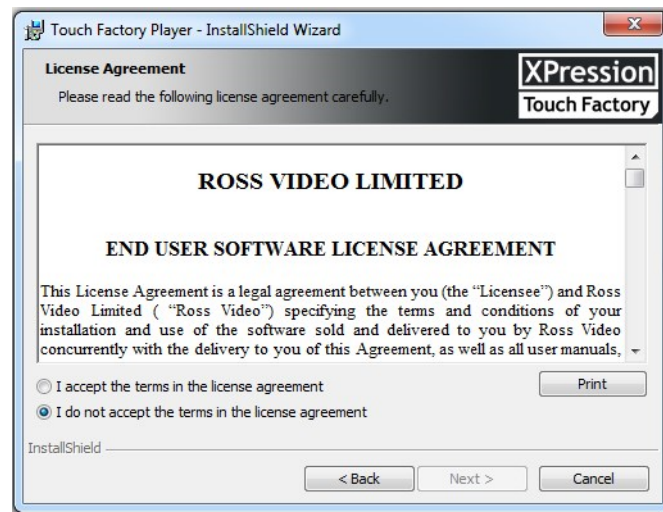 Touch Factory Player - InstallShield Wizard
License Agreement
Please read the following license agreement carefully.
XPression
Touch Factory
ROSS VIDEO LIMITED
END USER SOFTWARE LICENSE AGREEMENT
This License Agreement is a legal agreement between you (the “Licensee”) and Ross
Video Limited ( “Ross Video”) specifying the terms and conditions of your
installation and use of the software sold and delivered to you by Ross Video
concurrently with the delivery to you of this Agreement, as well as all user manuals,
I accept the terms in the license agreement
Print
I do not accept the terms in the license agreement
InstallShield
< Back
Next >
Cancel